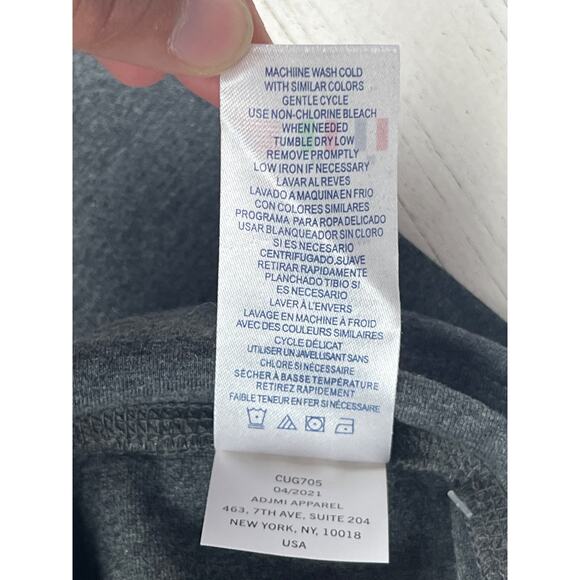 MACHIINE WASH COLD
WITH SIMILAR COLORS
GENTLE CYCLE
USE NON-CHLORINE BLEACH
WHEN NEEDED
TUMBLE DRY LOW
REMOVE PROMPTLY
LOW IRON IF NECESSARY
LAVAR AL REVES
LAVADO A MAQUINA EN FRIO
CON COLORES SIMILARES
PROGRAMA PARA ROPA DELICADO
USAR BLANQUEADOR SIN CLORO
SI ES NECESARIO
CENTRIFUGADO,SUAVE
RETIRAR RAPIDAMENTE
PLANCHADO TIBIO SI
ES NECESARIO
LAVER À L'ENVERS
LAVAGE EN MACHINE À FROID
AVEC DES COULEURS SIMILAIRES
CYCLE DÉLICAT
UTILISER UN JAVELLISANT SANS
CHLORE SI NÉCESSAIRE
SÉCHER À BASSE TEMPÉRATURE
RETIREZ RAPIDEMENT
FAIBLE TENEUR EN FER SI NÉCESSAIRE
CUG705
04/2021
ADJMI APPAREL
463, 7TH AVE, SUITE 204
NEW YORK, NY, 10018
USA